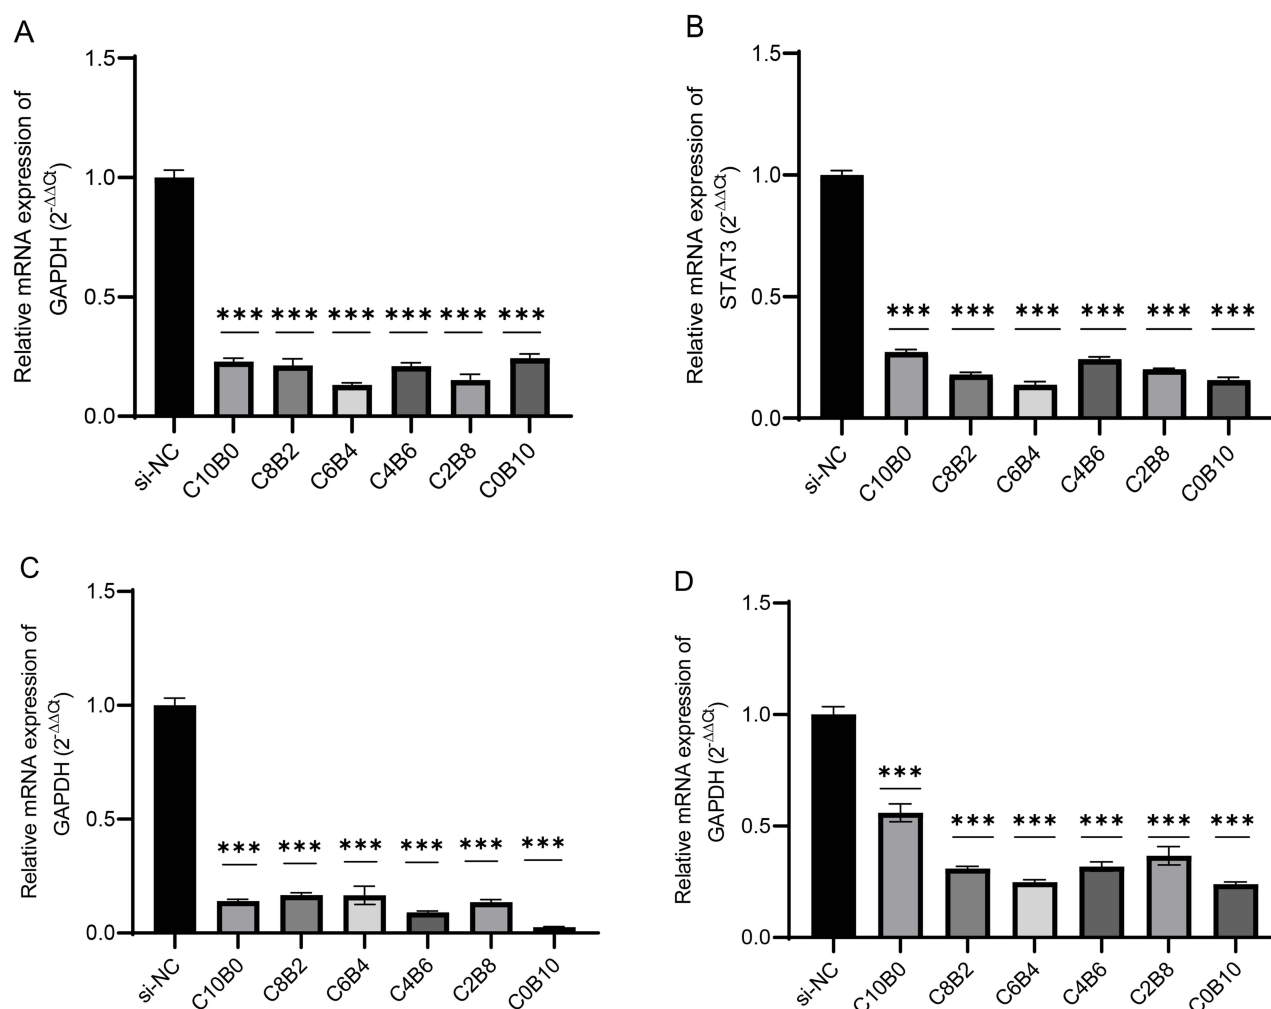 A
Relative mRNA expression of
GAPDH (2-ΔΔCt)
1.5
1.0
0.5
0.0
*** *** *** *** *** ***
si-NC C10B0 C8B2 C6B4 C4B6 C2B8 C0B10
B
Relative mRNA expression of
STAT3 (2-ΔΔCt)
1.5
1.0
0.5
0.0
*** *** *** *** *** ***
si-NC C10B0 C8B2 C6B4 C4B6 C2B8 C0B10
C
Relative mRNA expression of
GAPDH (2-ΔΔCt)
1.5
1.0
0.5
0.0
*** *** *** *** *** ***
si-NC C10B0 C8B2 C6B4 C4B6 C2B8 C0B10
D
Relative mRNA expression of
GAPDH (2-ΔΔCt)
1.5
1.0
0.5
0.0
*** *** *** *** *** ***
si-NC C10B0 C8B2 C6B4 C4B6 C2B8 C0B10